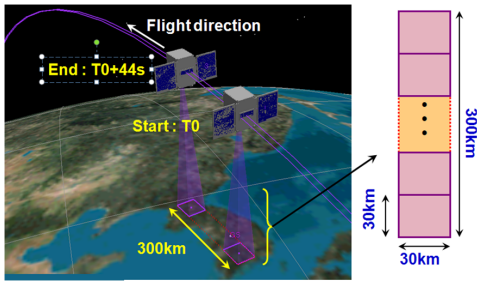 Flight direction
End : T0+44s
Start : T0
300km
300km
30km
30km